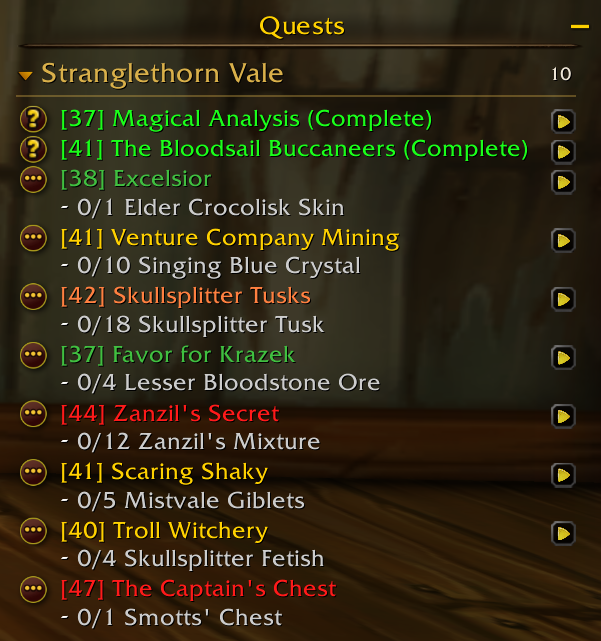 Quests
Stranglethorn Vale 10
[37] Magical Analysis (Complete)
[41] The Bloodsail Buccaneers (Complete)
[38] Excelsior
- 0/1 Elder Crocolisk Skin
[41] Venture Company Mining
- 0/10 Singing Blue Crystal
[42] Skullsplitter Tusks
- 0/18 Skullsplitter Tusk
[37] Favor for Krazek
- 0/4 Lesser Bloodstone Ore
[44] Zanzil's Secret
- 0/12 Zanzil's Mixture
[41] Scaring Shaky
- 0/5 Mistvale Giblets
[40] Troll Witchery
- 0/4 Skullsplitter Fetish
[47] The Captain's Chest
- 0/1 Smotts' Chest